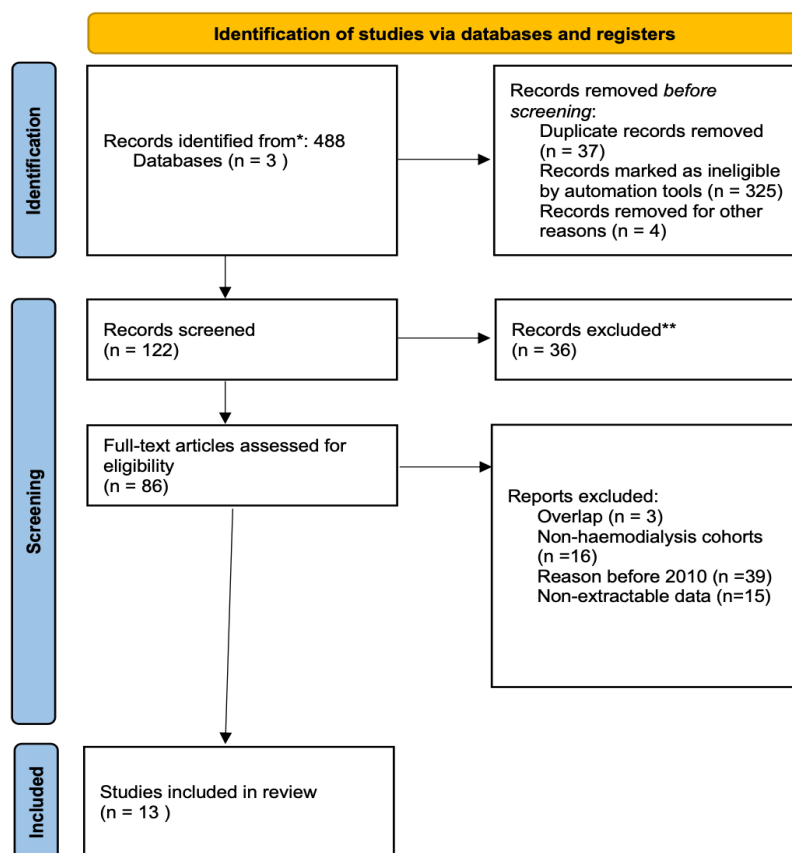 Identification of studies via databases and registers
Identification
Records identified from*: 488
Databases (n = 3 )
Records removed before
screening:
Duplicate records removed
(n = 37)
Records marked as ineligible
by automation tools (n = 325)
Records removed for other
reasons (n = 4)
Screening
Records screened
(n = 122)
Records excluded**
(n = 36)
Full-text articles assessed for
eligibility
(n = 86)
Reports excluded:
Overlap (n = 3)
Non-haemodialysis cohorts
(n =16)
Reason before 2010 (n =39)
Non-extractable data (n=15)
Included
Studies included in review
(n = 13 )